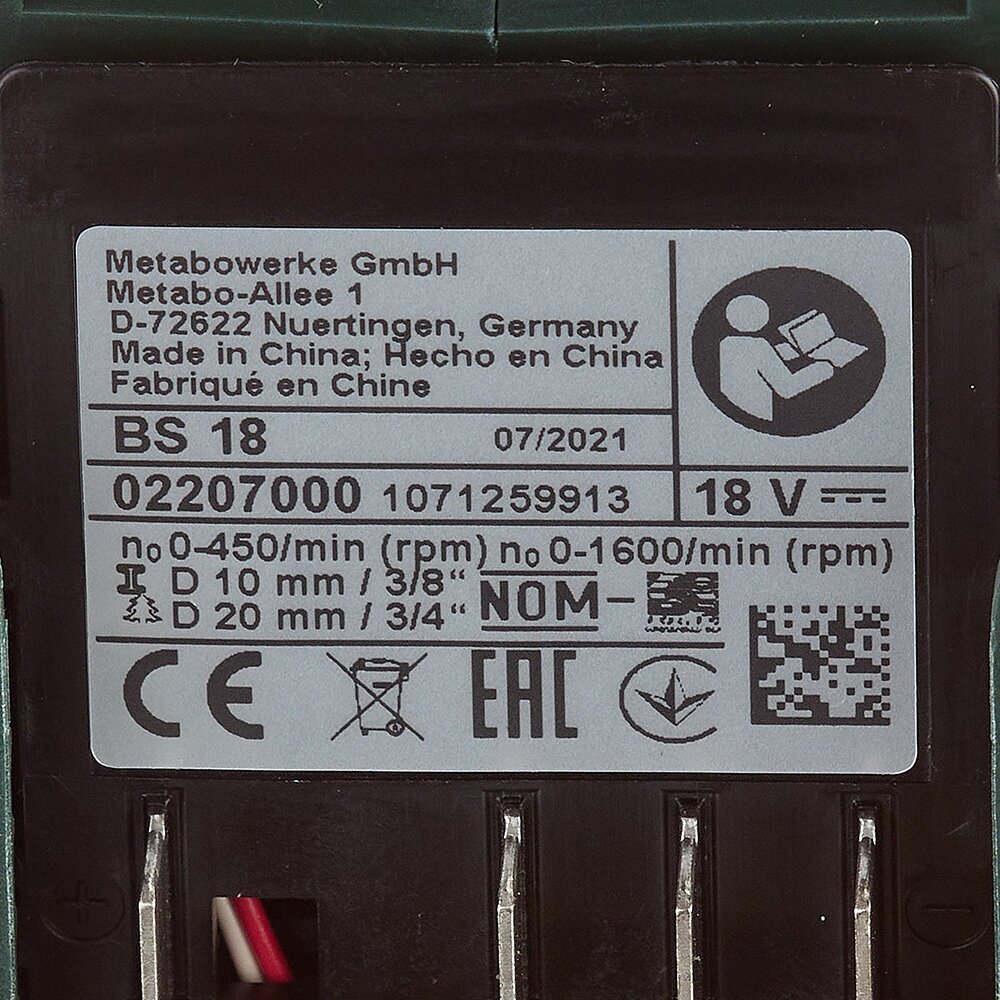 Metabowerke GmbH
Metabo-Allee 1
D-72622 Nuertingen, Germany
Made in China; Hecho en China
Fabriqué en Chine
BS 18 07/2021
02207000 1071259913 18 V
n₀ 0-450/min (rpm) n₀ 0-1600/min (rpm)
D 10 mm / 3/8“
D 20 mm / 3/4“
NOM-
CE EAC
+ -